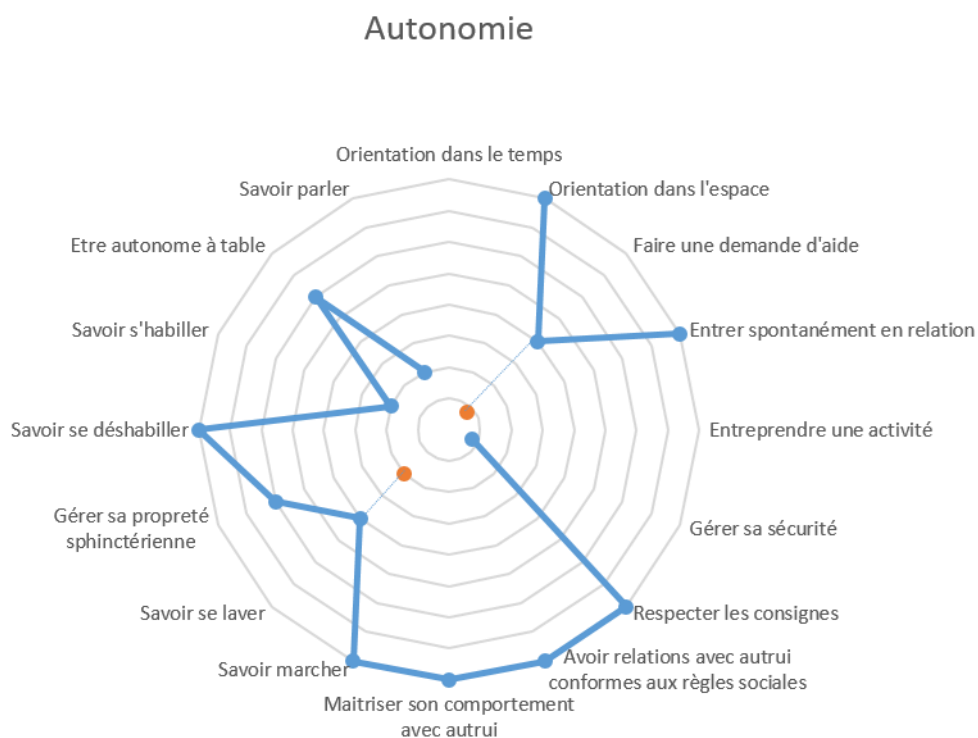 Autonomie
Orientation dans le temps
Orientation dans l'espace
Faire une demande d'aide
Entrer spontanément en relation
Entreprendre une activité
Gérer sa sécurité
Respecter les consignes
Avoir relations avec autrui
conformes aux règles sociales
Maitriser son comportement
avec autrui
Savoir marcher
Savoir se laver
Gérer sa propreté
sphinctérienne
Savoir se déshabiller
Savoir s'habiller
Etre autonome à table
Savoir parler